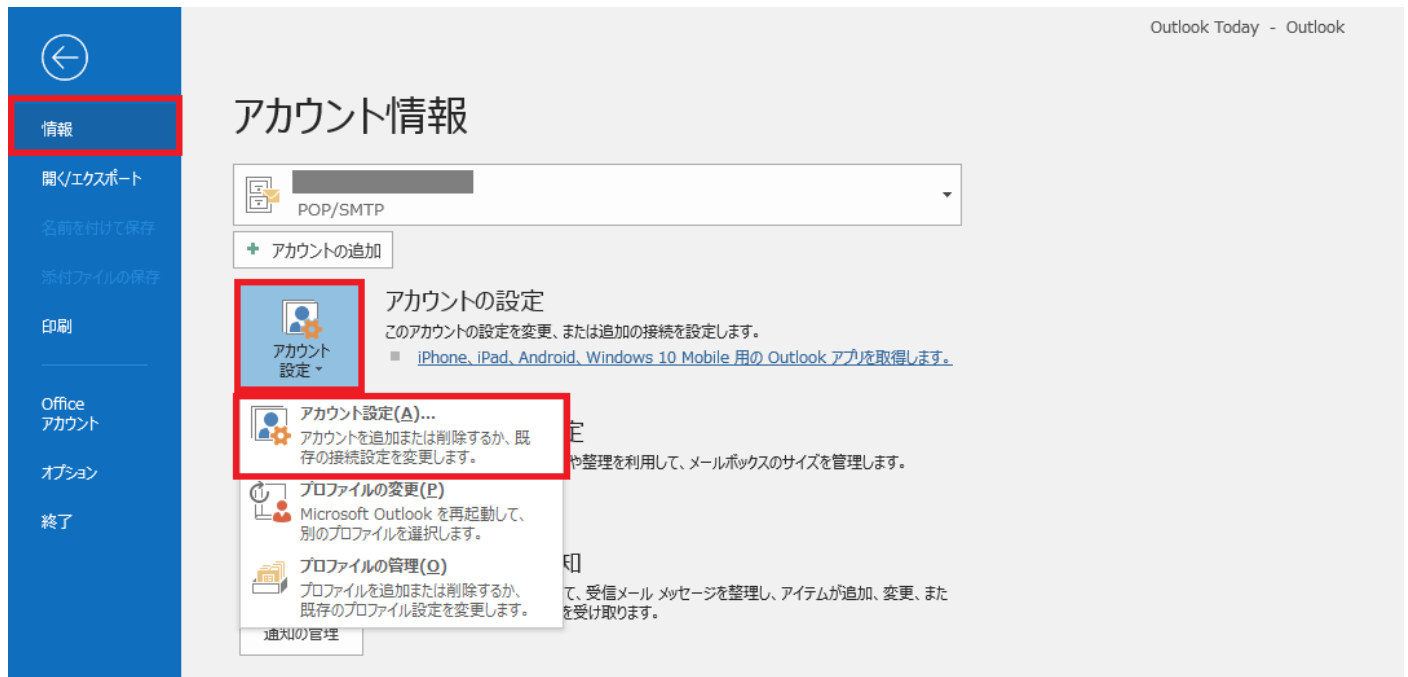 Outlook Today - Outlook
情報
開く/エクスポート
名前を付けて保存
添付ファイルの保存
印刷
Office
アカウント
オプション
終了
アカウント情報
POP/SMTP
アカウントの追加
アカウント
設定
アカウントの設定
このアカウントの設定を変更、または追加の接続を設定します。
iPhone、iPad、Android、Windows 10 Mobile 用の Outlook アプリを取得します。
アカウント設定(A)...
アカウントを追加または削除するか、既
存の接続設定を変更します。
定
や整理を利用して、メールボックスのサイズを管理します。
プロファイルの変更(P)
Microsoft Outlook を再起動して、
別のプロファイルを選択します。
プロファイルの管理(O)
プロファイルを追加または削除するか、
既存のプロファイル設定を変更します。
知
て、受信メール メッセージを整理し、アイテムが追加、変更、また
を受け取ります。
通知の管理